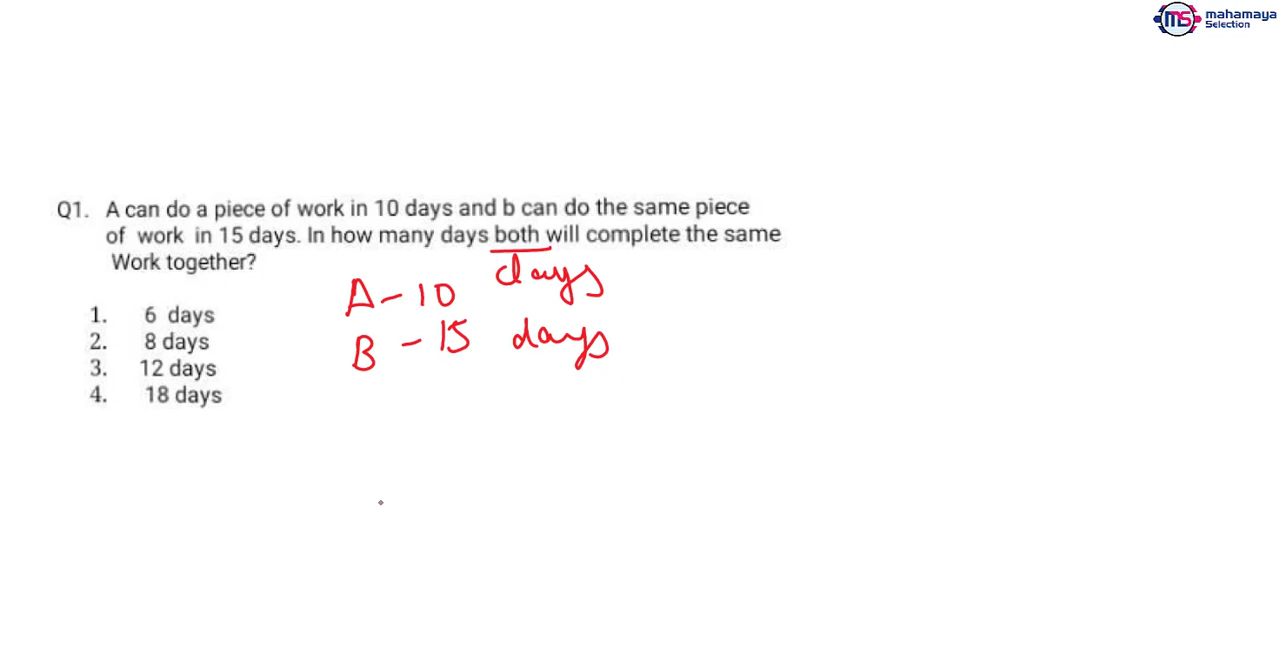 mahamaya
Selection
Q1. A can do a piece of work in 10 days and b can do the same piece
of work in 15 days. In how many days both will complete the same
Work together?
A - 10 days
B - 15 days
1. 6 days
2. 8 days
3. 12 days
4. 18 days